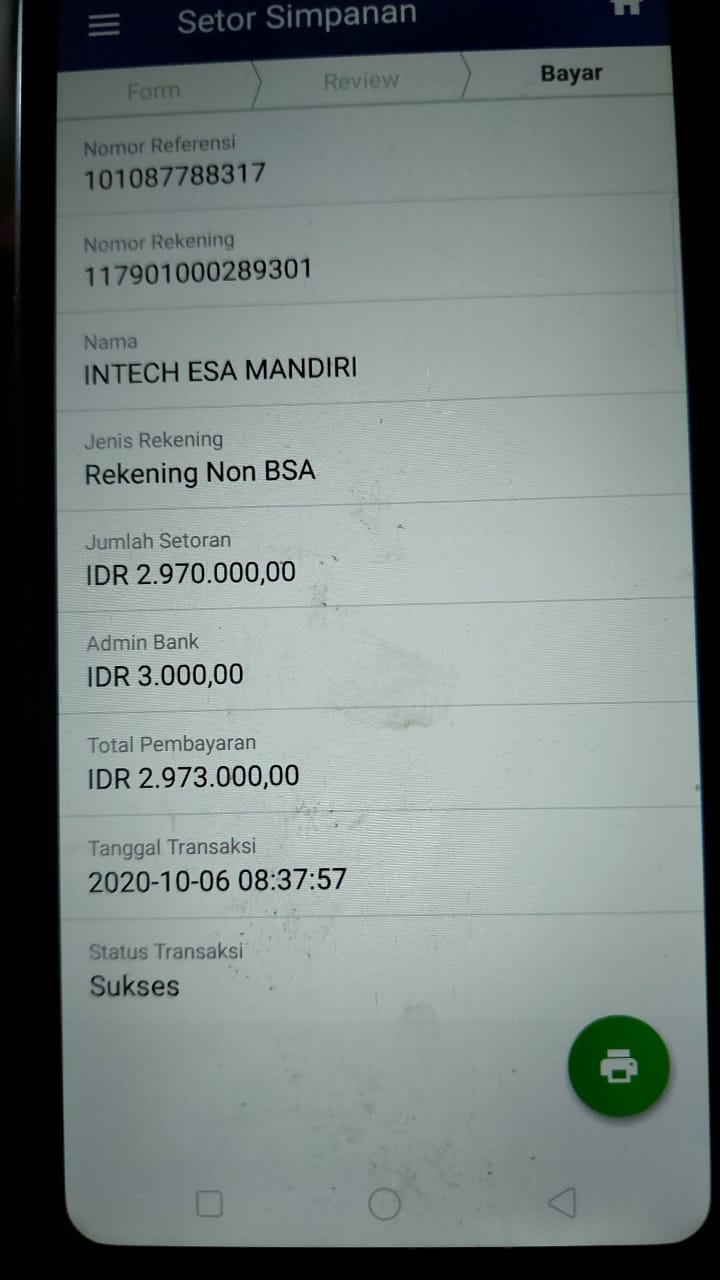 Setor Simpanan
Form
Review
Bayar
Nomor Referensi
101087788317
Nomor Rekening
117901000289301
Nama
INTECH ESA MANDIRI
Jenis Rekening
Rekening Non BSA
Jumlah Setoran
IDR 2.970.000,00
Admin Bank
IDR 3.000,00
Total Pembayaran
IDR 2.973.000,00
Tanggal Transaksi
2020-10-06 08:37:57
Status Transaksi
Sukses